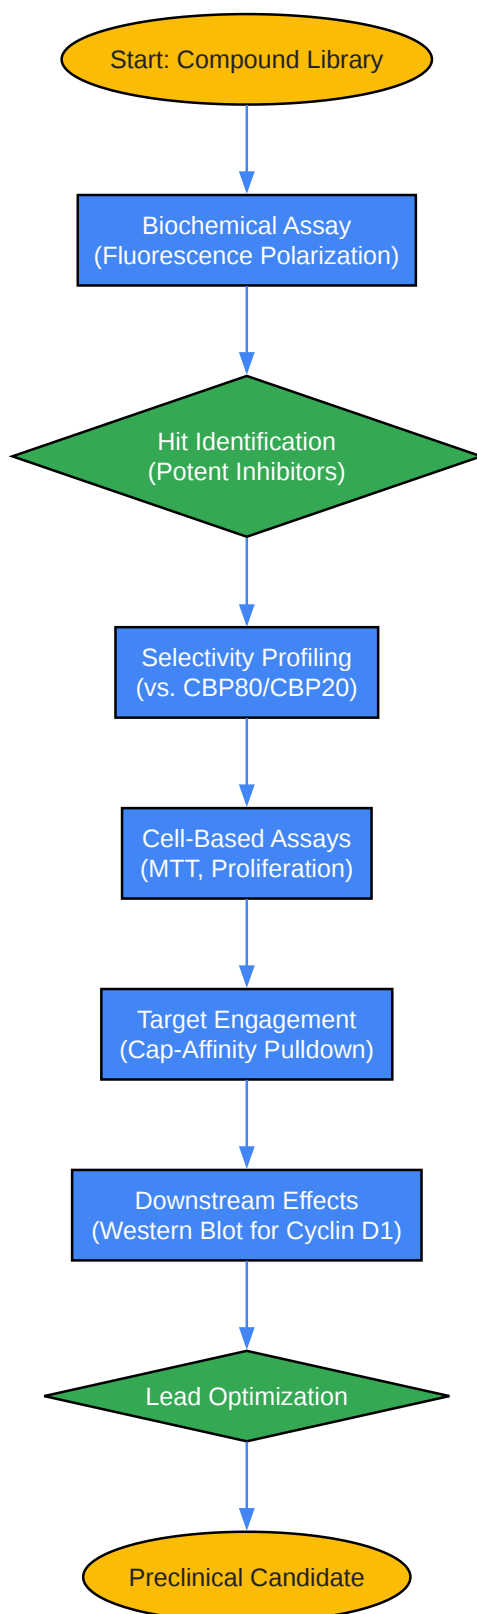 Start: Compound Library
Biochemical Assay
(Fluorescence Polarization)
Hit Identification
(Potent Inhibitors)
Selectivity Profiling
(vs. CBP80/CBP20)
Cell-Based Assays
(MTT, Proliferation)
Target Engagement
(Cap-Affinity Pulldown)
Downstream Effects
(Western Blot for Cyclin D1)
Lead Optimization
Preclinical Candidate